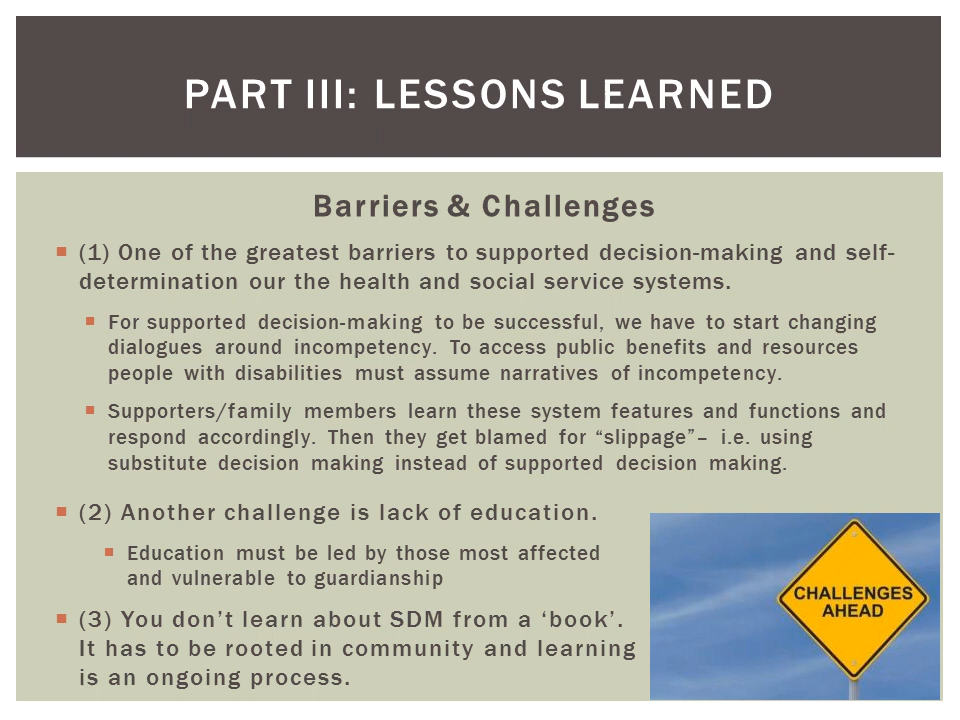 PART III: LESSONS LEARNED
Barriers & Challenges
(1) One of the greatest barriers to supported decision-making and self-
determination our the health and social service systems.
For supported decision-making to be successful, we have to start changing
dialogues around incompetency. To access public benefits and resources
people with disabilities must assume narratives of incompetency.
Supporters/family members learn these system features and functions and
respond accordingly. Then they get blamed for “slippage”– i.e. using
substitute decision making instead of supported decision making.
(2) Another challenge is lack of education.
Education must be led by those most affected
and vulnerable to guardianship
(3) You don’t learn about SDM from a ‘book’.
It has to be rooted in community and learning
is an ongoing process.
CHALLENGES
AHEAD